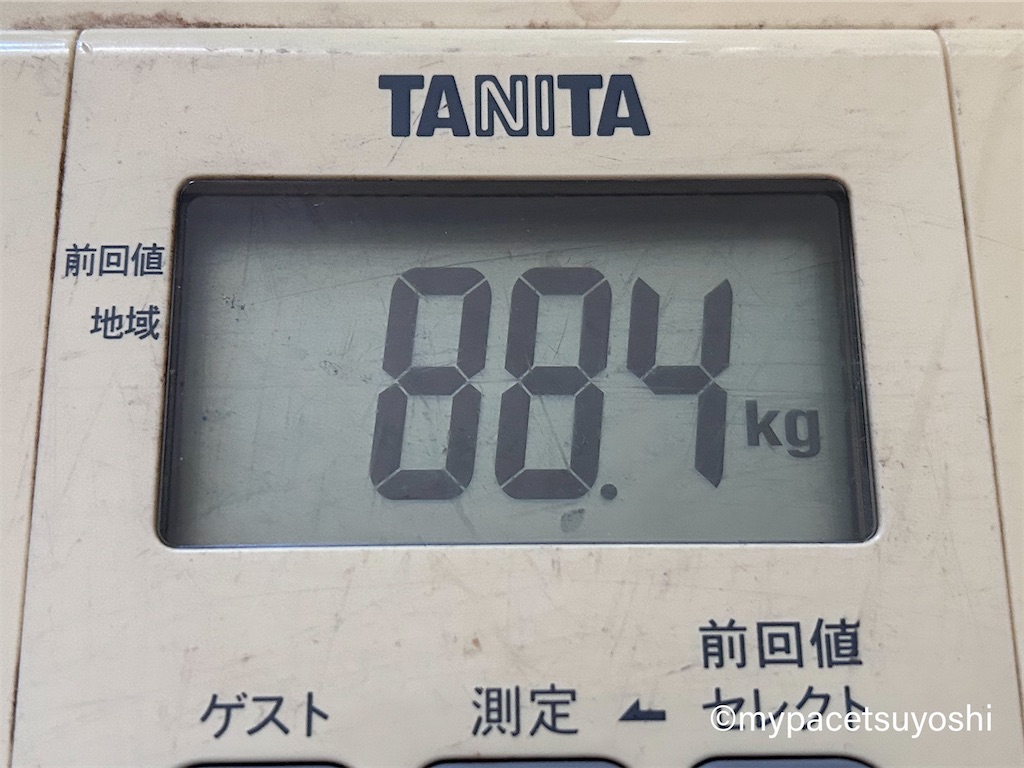 TANITA
前回値
地域
88.4 kg
前回値
ゲスト 測定 セレクト
©mypacetsuyoshi